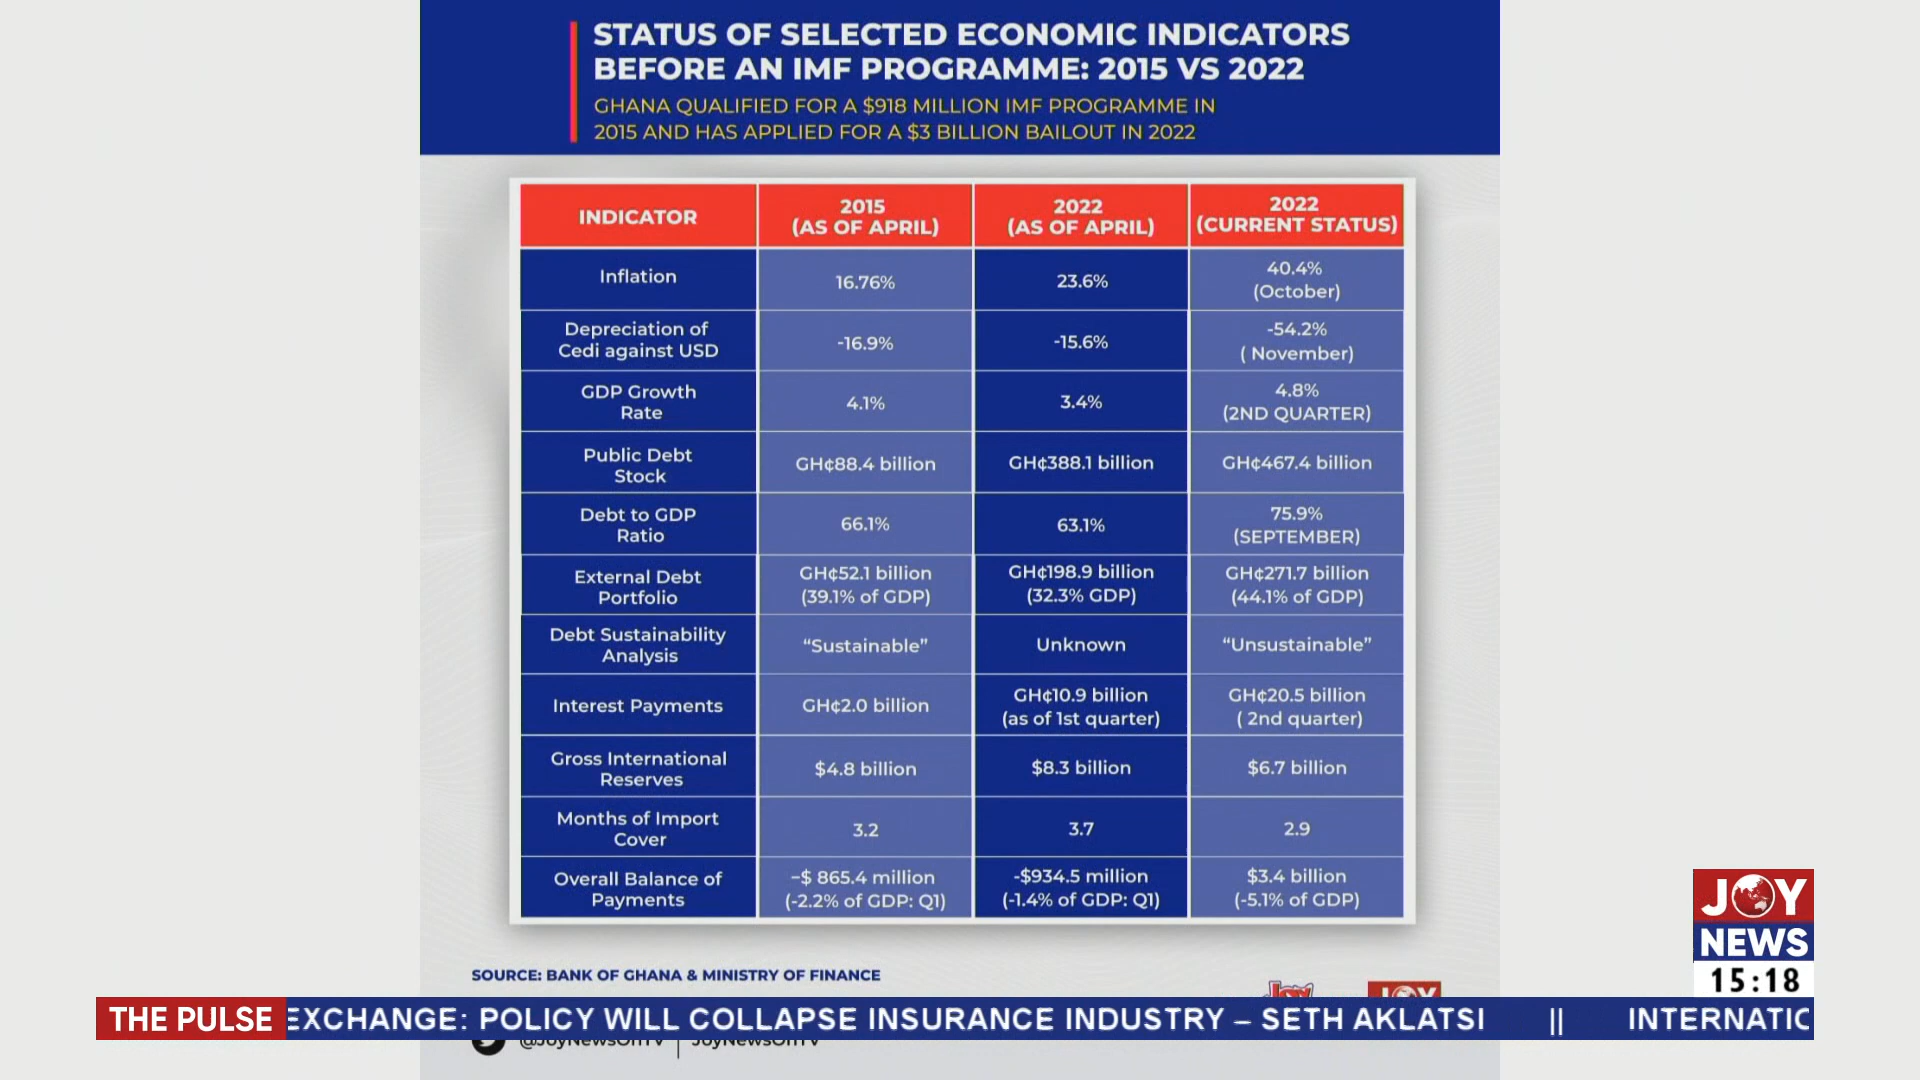 STATUS OF SELECTED ECONOMIC INDICATORS
BEFORE AN IMF PROGRAMME: 2015 VS 2022
GHANA QUALIFIED FOR A $918 MILLION IMF PROGRAMME IN
2015 AND HAS APPLIED FOR A $3 BILLION BAILOUT IN 2022
INDICATOR
2015
(AS OF APRIL)
2022
(AS OF APRIL)
2022
(CURRENT STATUS)
Inflation
16.76%
23.6%
40.4%
(October)
Depreciation of
Cedi against USD
-16.9%
-15.6%
-54.2%
( November)
GDP Growth
Rate
4.1%
3.4%
4.8%
(2ND QUARTER)
Public Debt
Stock
GH¢88.4 billion
GH¢388.1 billion
GH¢467.4 billion
Debt to GDP
Ratio
66.1%
63.1%
75.9%
(SEPTEMBER)
External Debt
Portfolio
GH¢52.1 billion
(39.1% of GDP)
GH¢198.9 billion
(32.3% GDP)
GH¢271.7 billion
(44.1% of GDP)
Debt Sustainability
Analysis
“Sustainable”
Unknown
“Unsustainable”
Interest Payments
GH¢2.0 billion
GH¢10.9 billion
(as of 1st quarter)
GH¢20.5 billion
( 2nd quarter)
Gross International
Reserves
$4.8 billion
$8.3 billion
$6.7 billion
Months of Import
Cover
3.2
3.7
2.9
Overall Balance of
Payments
–$ 865.4 million
(-2.2% of GDP: Q1)
-$934.5 million
(-1.4% of GDP: Q1)
$3.4 billion
(-5.1% of GDP)
SOURCE: BANK OF GHANA & MINISTRY OF FINANCE
JOY
JOY
JOY
NEWS
15:18
THE PULSE
EXCHANGE: POLICY WILL COLLAPSE INSURANCE INDUSTRY – SETH AKLATSI || INTERNATIC
@JoyNewsOnTV | JoyNewsOnTV